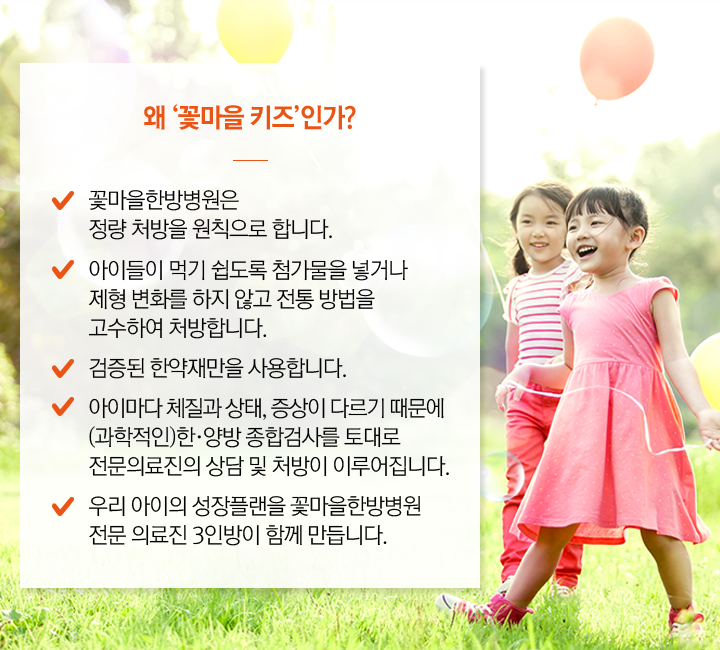 왜 ‘꽃마을 키즈’인가?
꽃마을한방병원은
정량 처방을 원칙으로 합니다.
아이들이 먹기 쉽도록 첨가물을 넣거나
제형 변화를 하지 않고 전통 방법을
고수하여 처방합니다.
검증된 한약재만을 사용합니다.
아이마다 체질과 상태, 증상이 다르기 때문에
(과학적인)한·양방 종합검사를 토대로
전문의료진의 상담 및 처방이 이루어집니다.
우리 아이의 성장플랜을 꽃마을한방병원
전문 의료진 3인방이 함께 만듭니다.